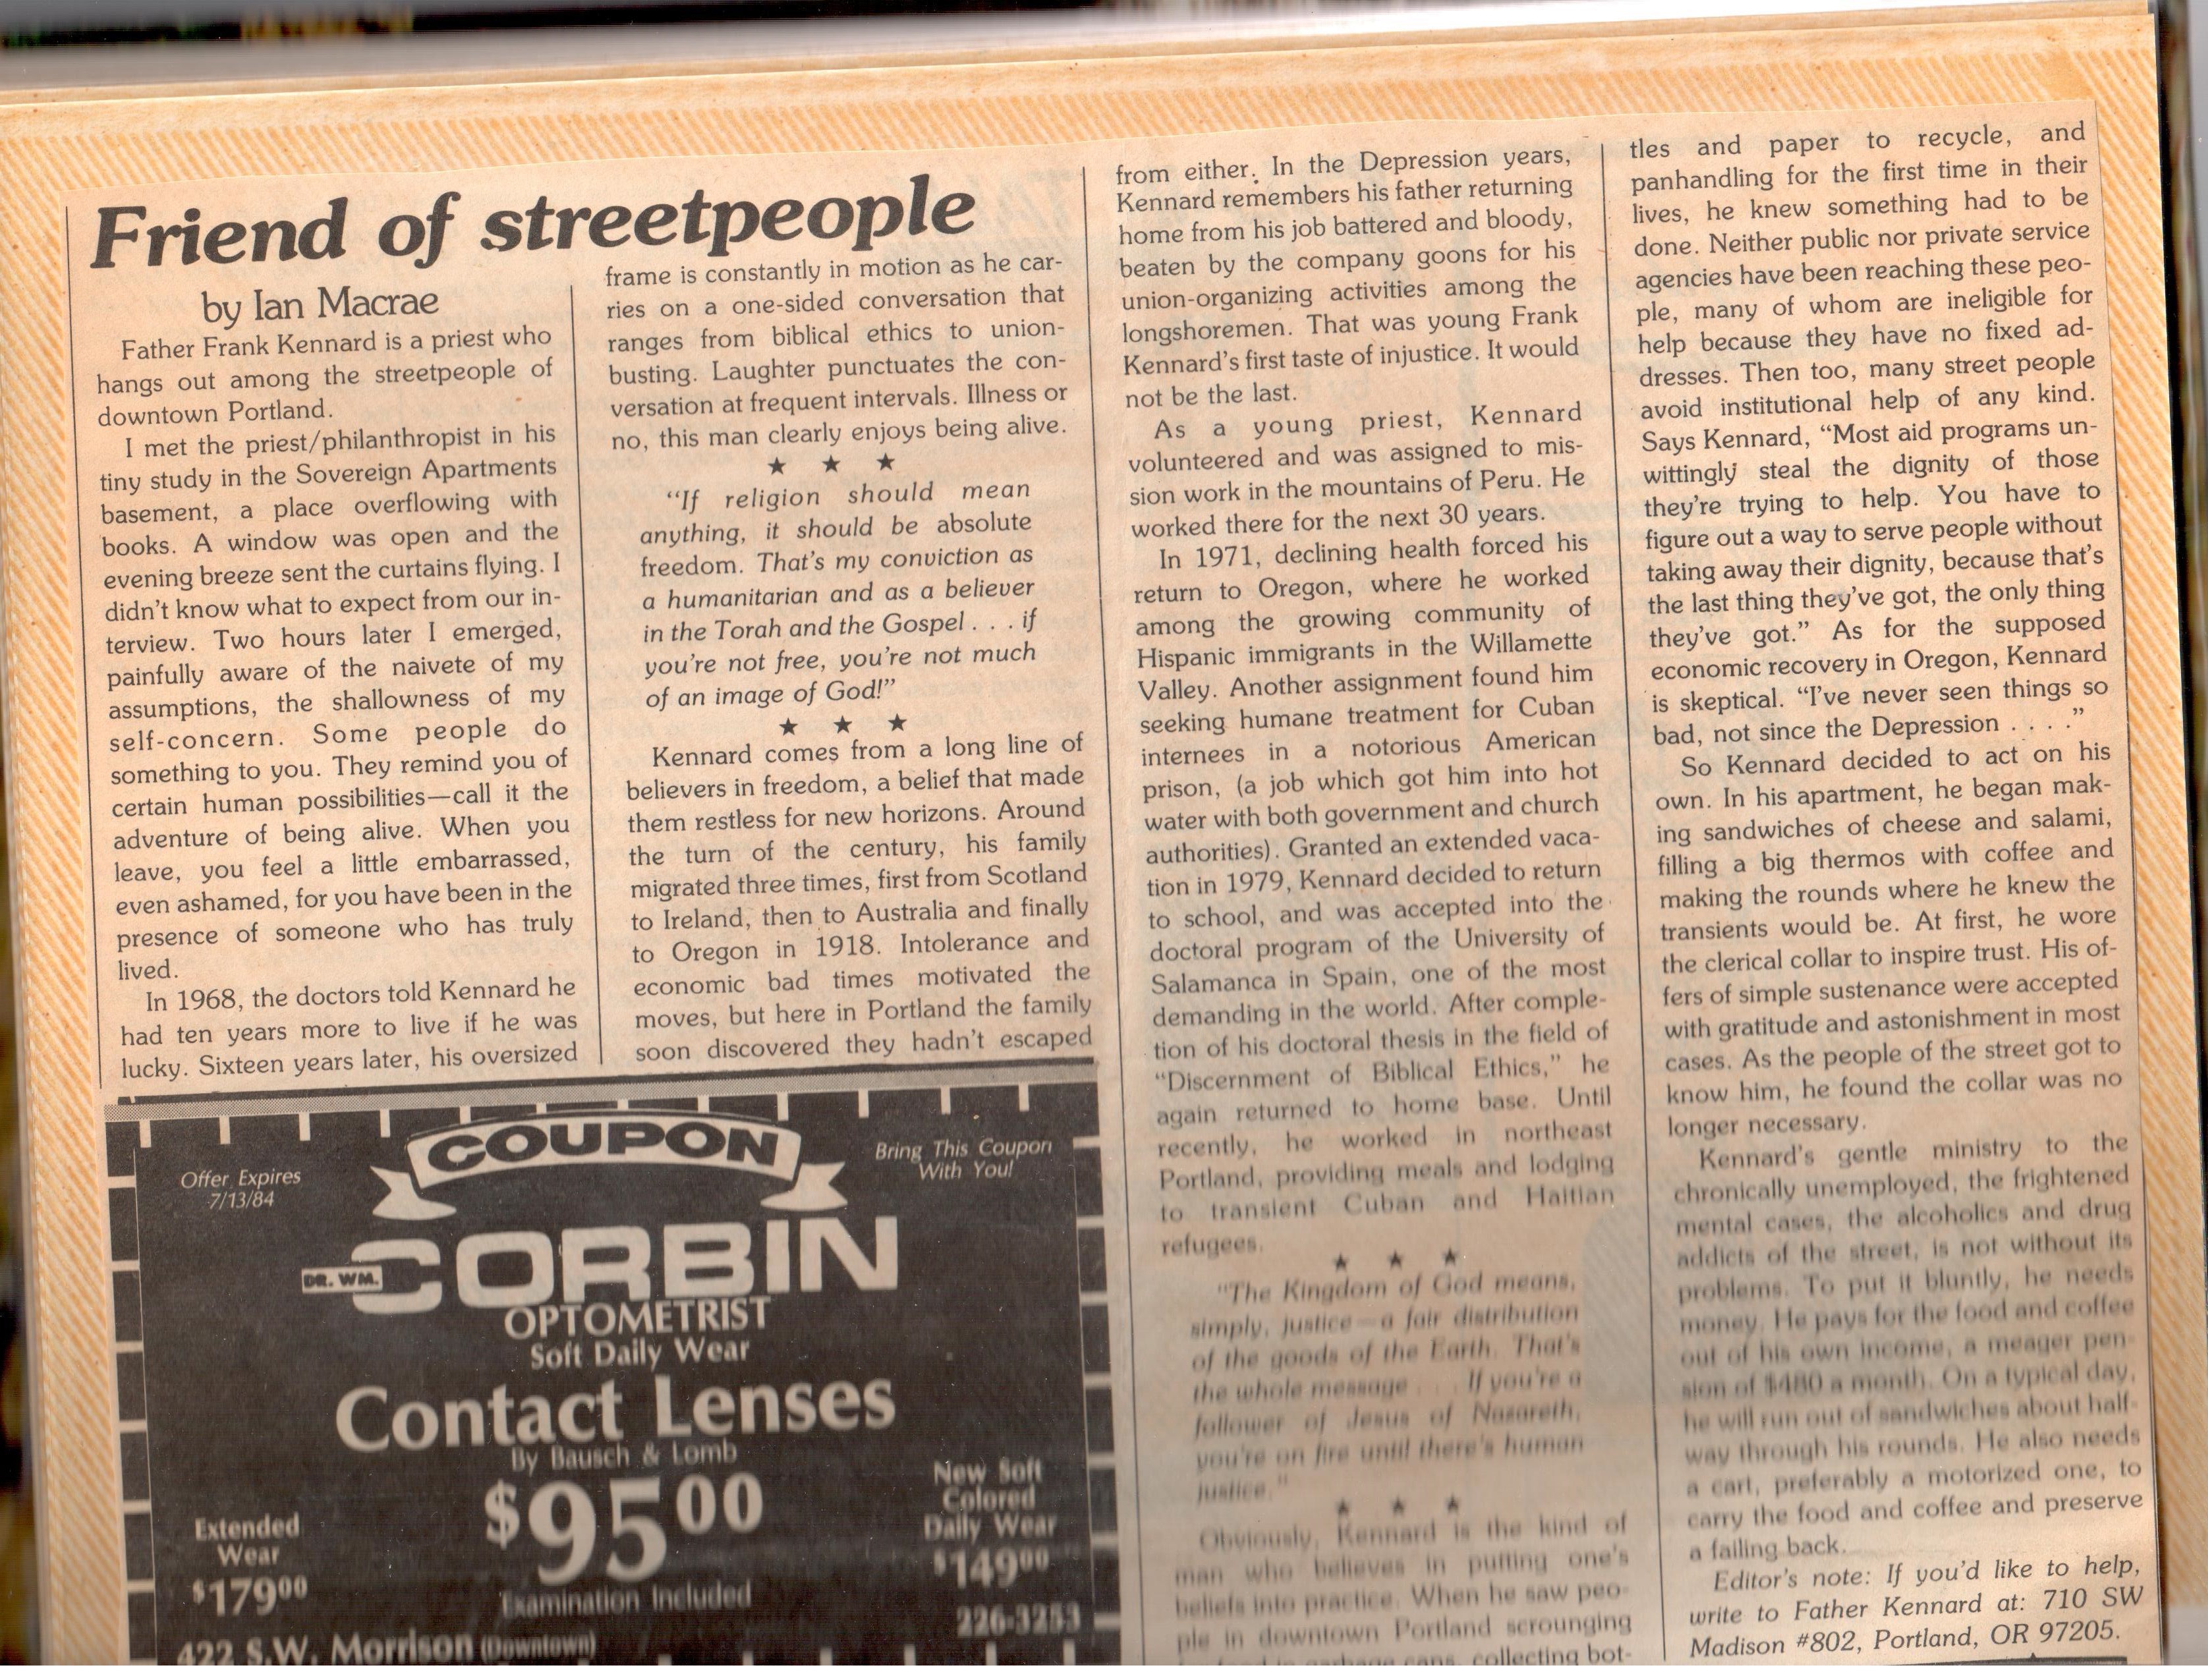 Friend of streetpeople
by Ian Macrae
Father Frank Kennard is a priest who
hangs out among the streetpeople of
downtown Portland.
I met the priest/philanthropist in his
tiny study in the Sovereign Apartments
basement, a place overflowing with
books. A window was open and the
evening breeze sent the curtains flying. I
didn't know what to expect from our in-
terview. Two hours later I emerged,
painfully aware of the naivete of my
assumptions, the shallowness of my
self-concern. Some people do
something to you. They remind you of
certain human possibilities—call it the
adventure of being alive. When you
leave, you feel a little embarrassed,
even ashamed, for you have been in the
presence of someone who has truly
lived.
In 1968, the doctors told Kennard he
had ten years more to live if he was
lucky. Sixteen years later, his oversized
frame is constantly in motion as he car-
ries on a one-sided conversation that
ranges from biblical ethics to union-
busting. Laughter punctuates the con-
versation at frequent intervals. Illness or
no, this man clearly enjoys being alive.
★ ★ ★
"If religion should mean
anything, it should be absolute
freedom. That's my conviction as
a humanitarian and as a believer
in the Torah and the Gospel . . . if
you're not free, you're not much
of an image of God!"
★ ★ ★
Kennard comes from a long line of
believers in freedom, a belief that made
them restless for new horizons. Around
the turn of the century, his family
migrated three times, first from Scotland
to Ireland, then to Australia and finally
to Oregon in 1918. Intolerance and
economic bad times motivated the
moves, but here in Portland the family
soon discovered they hadn't escaped
from either. In the Depression years,
Kennard remembers his father returning
home from his job battered and bloody,
beaten by the company goons for his
union-organizing activities among the
longshoremen. That was young Frank
Kennard's first taste of injustice. It would
not be the last.
As a young priest, Kennard
volunteered and was assigned to mis-
sion work in the mountains of Peru. He
worked there for the next 30 years.
In 1971, declining health forced his
return to Oregon, where he worked
among the growing community of
Hispanic immigrants in the Willamette
Valley. Another assignment found him
seeking humane treatment for Cuban
internees in a notorious American
prison, (a job which got him into hot
water with both government and church
authorities). Granted an extended vaca-
tion in 1979, Kennard decided to return
to school, and was accepted into the
doctoral program of the University of
Salamanca in Spain, one of the most
demanding in the world. After comple-
tion of his doctoral thesis in the field of
"Discernment of Biblical Ethics," he
again returned to home base. Until
recently, he worked in northeast
Portland, providing meals and lodging
to transient Cuban and Haitian
refugees.
★ ★ ★
"The Kingdom of God means,
simply, justice—a fair distribution
of the goods of the Earth. That's
the whole message . . . If you're a
follower of Jesus of Nazareth,
you're on fire until there's human
justice."
★ ★ ★
Obviously, Kennard is the kind of
man who believes in putting one's
beliefs into practice. When he saw peo-
ple in downtown Portland scrounging
collecting bot-
tles and paper to recycle, and
panhandling for the first time in their
lives, he knew something had to be
done. Neither public nor private service
agencies have been reaching these peo-
ple, many of whom are ineligible for
help because they have no fixed ad-
dresses. Then too, many street people
avoid institutional help of any kind.
Says Kennard, "Most aid programs un-
wittingly steal the dignity of those
they're trying to help. You have to
figure out a way to serve people without
taking away their dignity, because that's
the last thing they've got, the only thing
they've got." As for the supposed
economic recovery in Oregon, Kennard
is skeptical. "I've never seen things so
bad, not since the Depression . . . ."
So Kennard decided to act on his
own. In his apartment, he began mak-
ing sandwiches of cheese and salami,
filling a big thermos with coffee and
making the rounds where he knew the
transients would be. At first, he wore
the clerical collar to inspire trust. His of-
fers of simple sustenance were accepted
with gratitude and astonishment in most
cases. As the people of the street got to
know him, he found the collar was no
longer necessary.
Kennard's gentle ministry to the
chronically unemployed, the frightened
mental cases, the alcoholics and drug
addicts of the street, is not without its
problems. To put it bluntly, he needs
money. He pays for the food and coffee
out of his own income, a meager pen-
sion of $480 a month. On a typical day,
he will run out of sandwiches about half-
way through his rounds. He also needs
a cart, preferably a motorized one, to
carry the food and coffee and preserve
a failing back.
Editor's note: If you'd like to help,
write to Father Kennard at: 710 SW
Madison #802, Portland, OR 97205.
COUPON
Offer Expires
7/13/84
Bring This Coupon
With You!
DR. WM. CORBIN
OPTOMETRIST
Soft Daily Wear
Contact Lenses
By Bausch & Lomb
$95.00
Examination Included
Extended
Wear
$179.00
New Soft
Colored
Daily Wear
$149.00
226-3253
422 S.W. Morrison (Downtown)